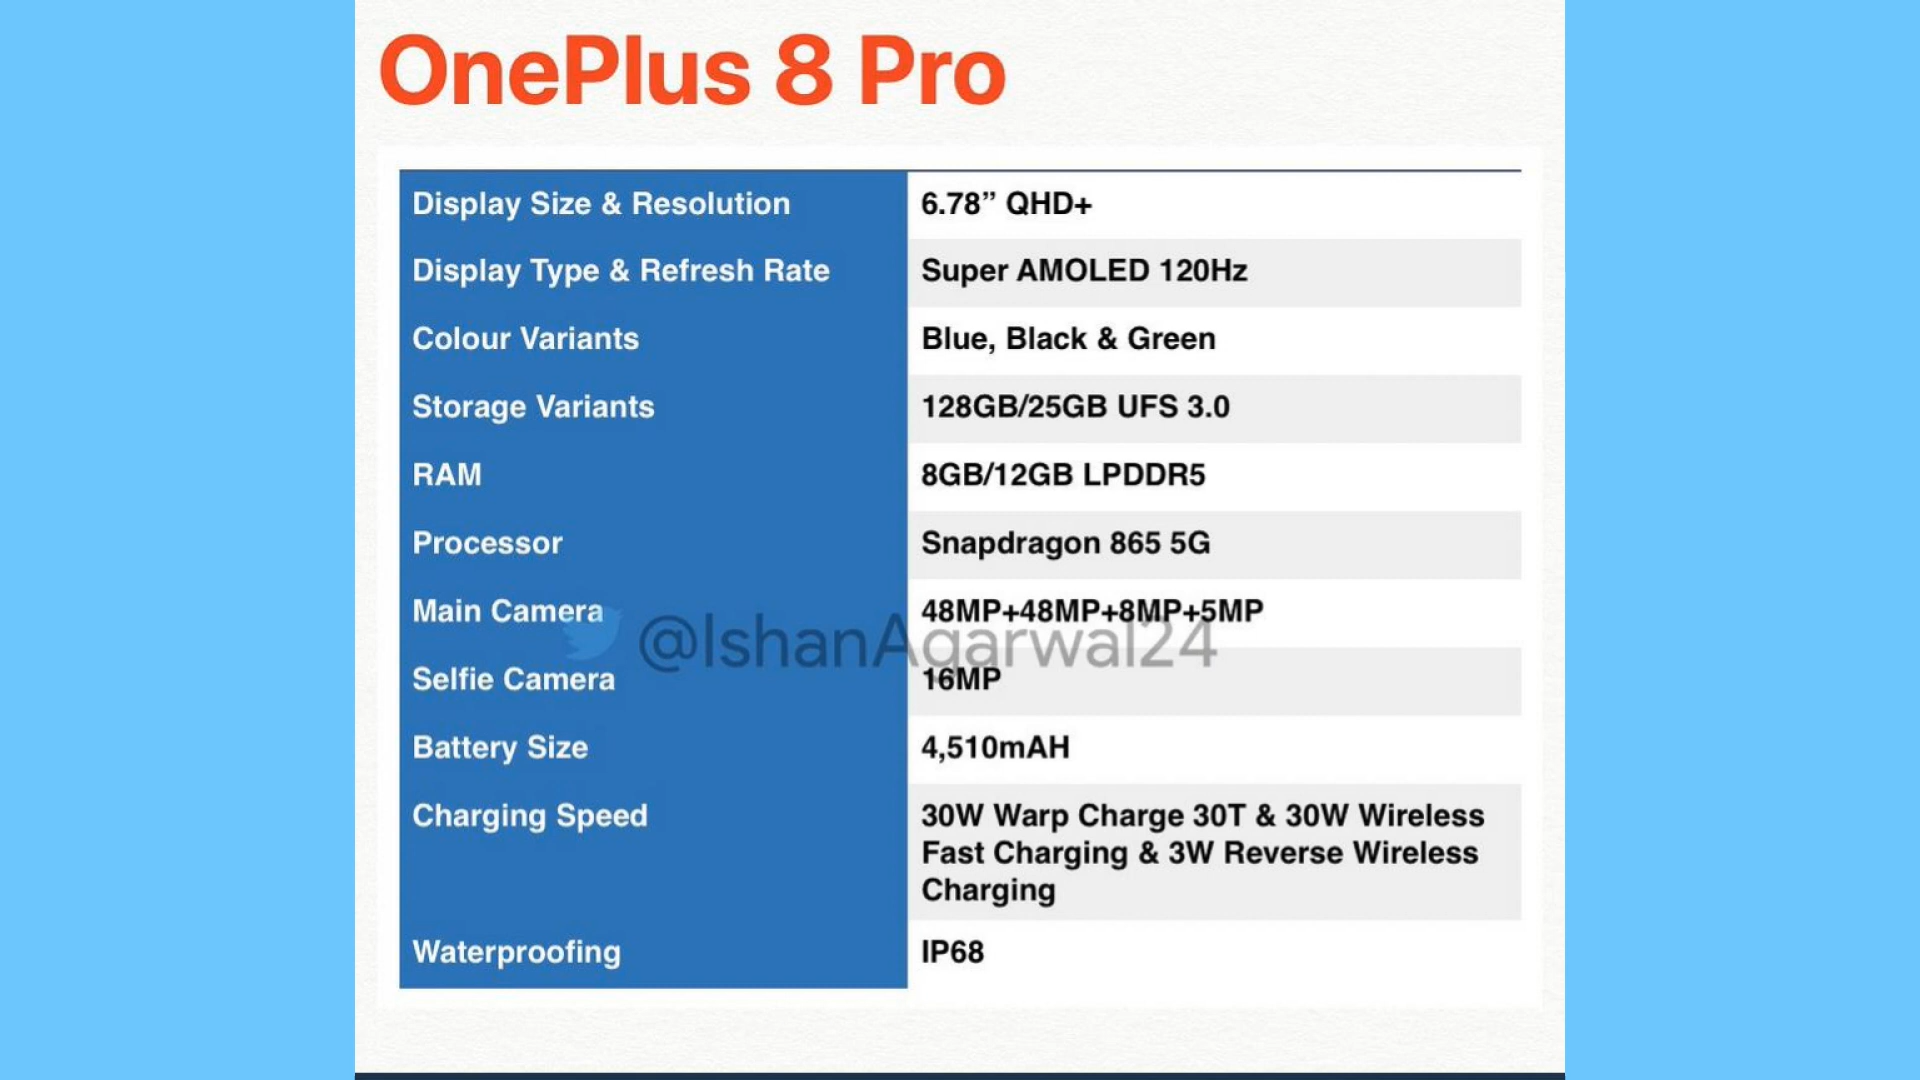 OnePlus 8 Pro
Display Size & Resolution 6.78” QHD+
Display Type & Refresh Rate Super AMOLED 120Hz
Colour Variants Blue, Black & Green
Storage Variants 128GB/25GB UFS 3.0
RAM 8GB/12GB LPDDR5
Processor Snapdragon 865 5G
Main Camera 48MP+48MP+8MP+5MP
@IshanAgarwal24
Selfie Camera 16MP
Battery Size 4,510mAH
Charging Speed 30W Warp Charge 30T & 30W Wireless
Fast Charging & 3W Reverse Wireless
Charging
Waterproofing IP68